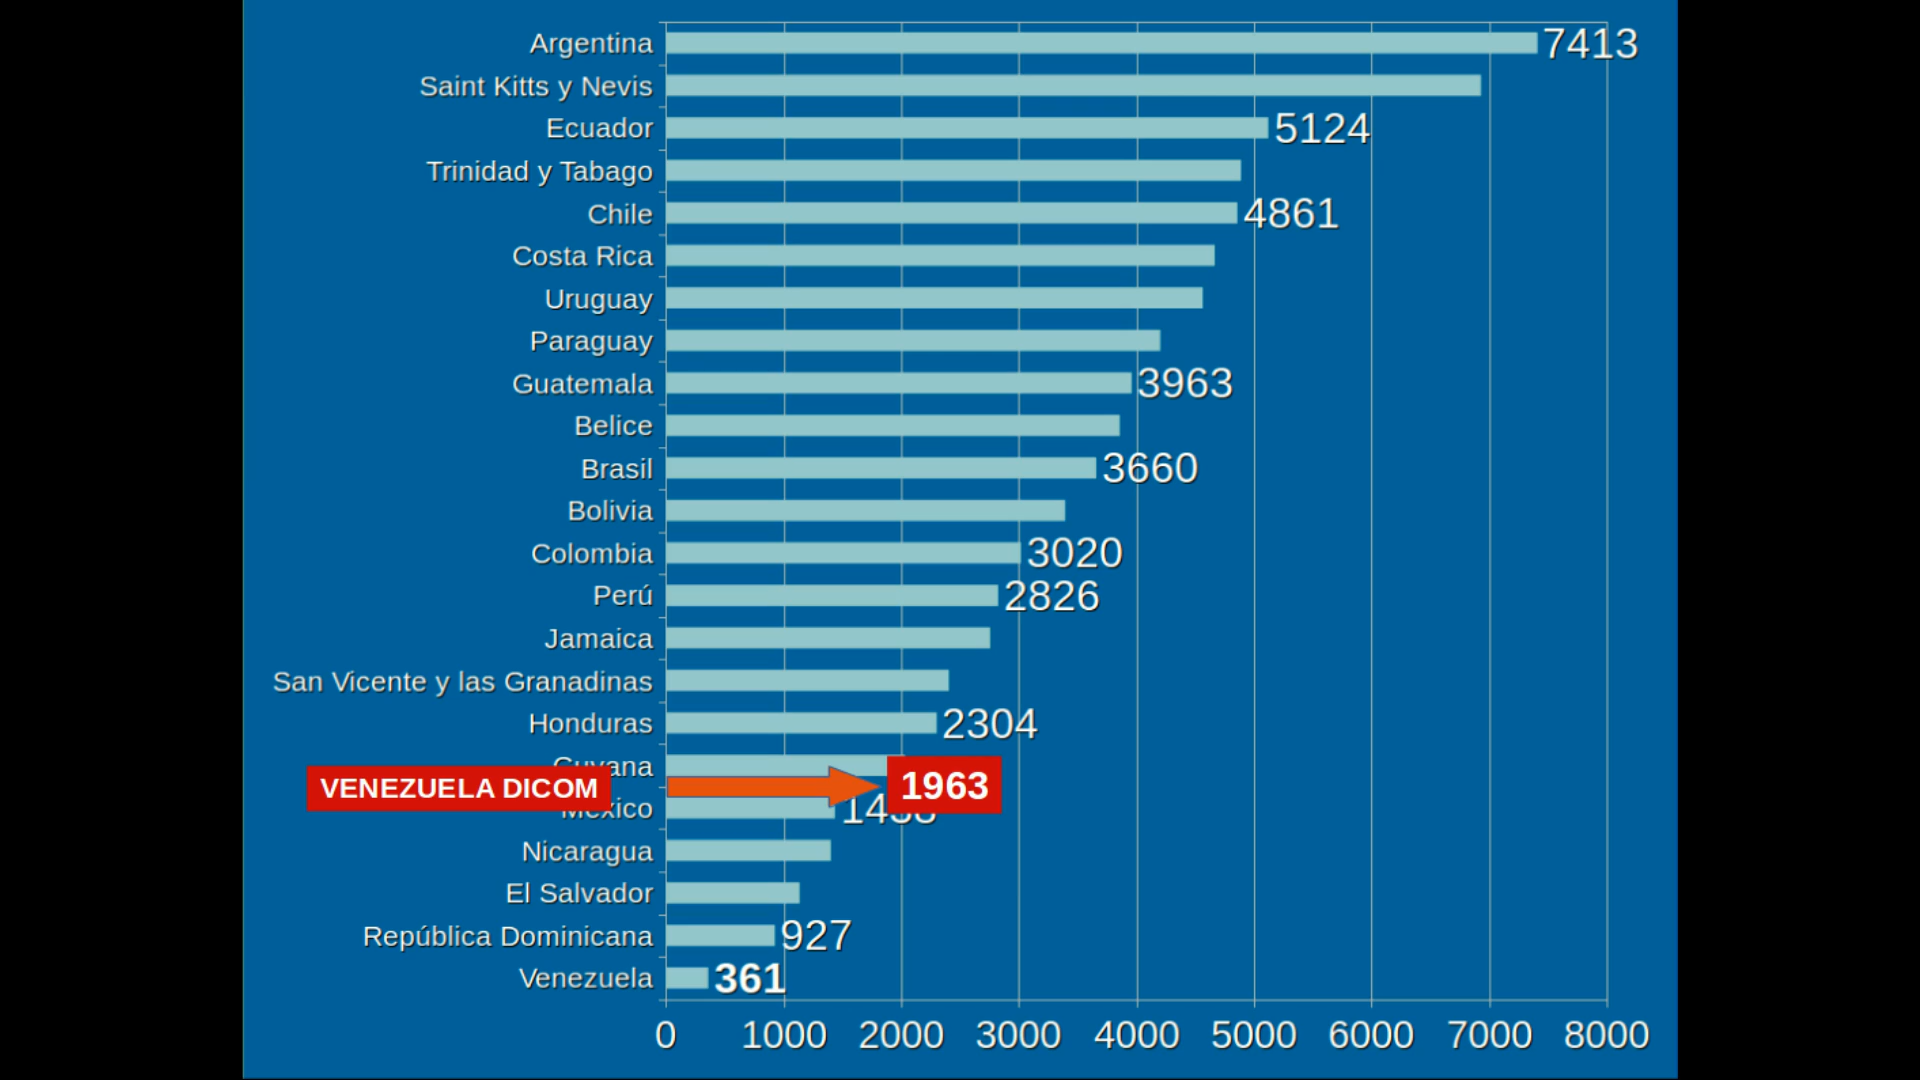 Argentina 7413
Saint Kitts y Nevis
Ecuador 5124
Trinidad y Tabago
Chile 4861
Costa Rica
Uruguay
Paraguay
Guatemala 3963
Belice
Brasil 3660
Bolivia
Colombia 3020
Perú 2826
Jamaica
San Vicente y las Granadinas
Honduras 2304
VENEZUELA DICOM 1963
Nicaragua
El Salvador
República Dominicana 927
Venezuela 361
0 1000 2000 3000 4000 5000 6000 7000 8000